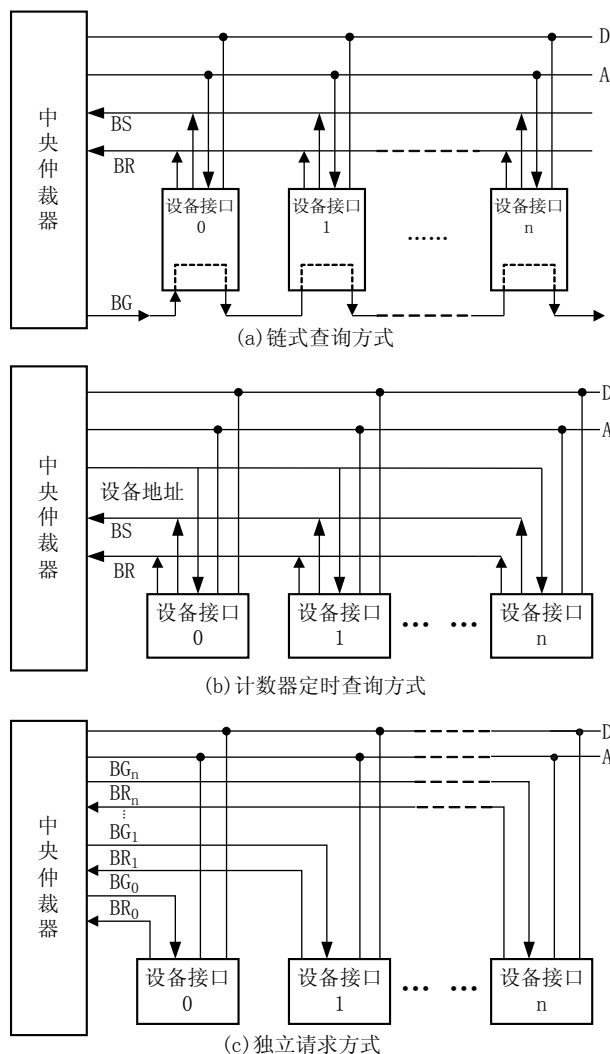 D
A
中央仲裁器
BS
BR
设备接口 设备接口 设备接口
0 1 n
……
BG
(a)链式查询方式
D
A
中央仲裁器
设备地址
BS
BR
设备接口 设备接口 设备接口
0 1 … … n
(b)计数器定时查询方式
D
A
BGn
BRn
⋮
中央仲裁器
BG1
BR1
BG0
BR0
设备接口 设备接口 设备接口
0 1 … … n
(c)独立请求方式